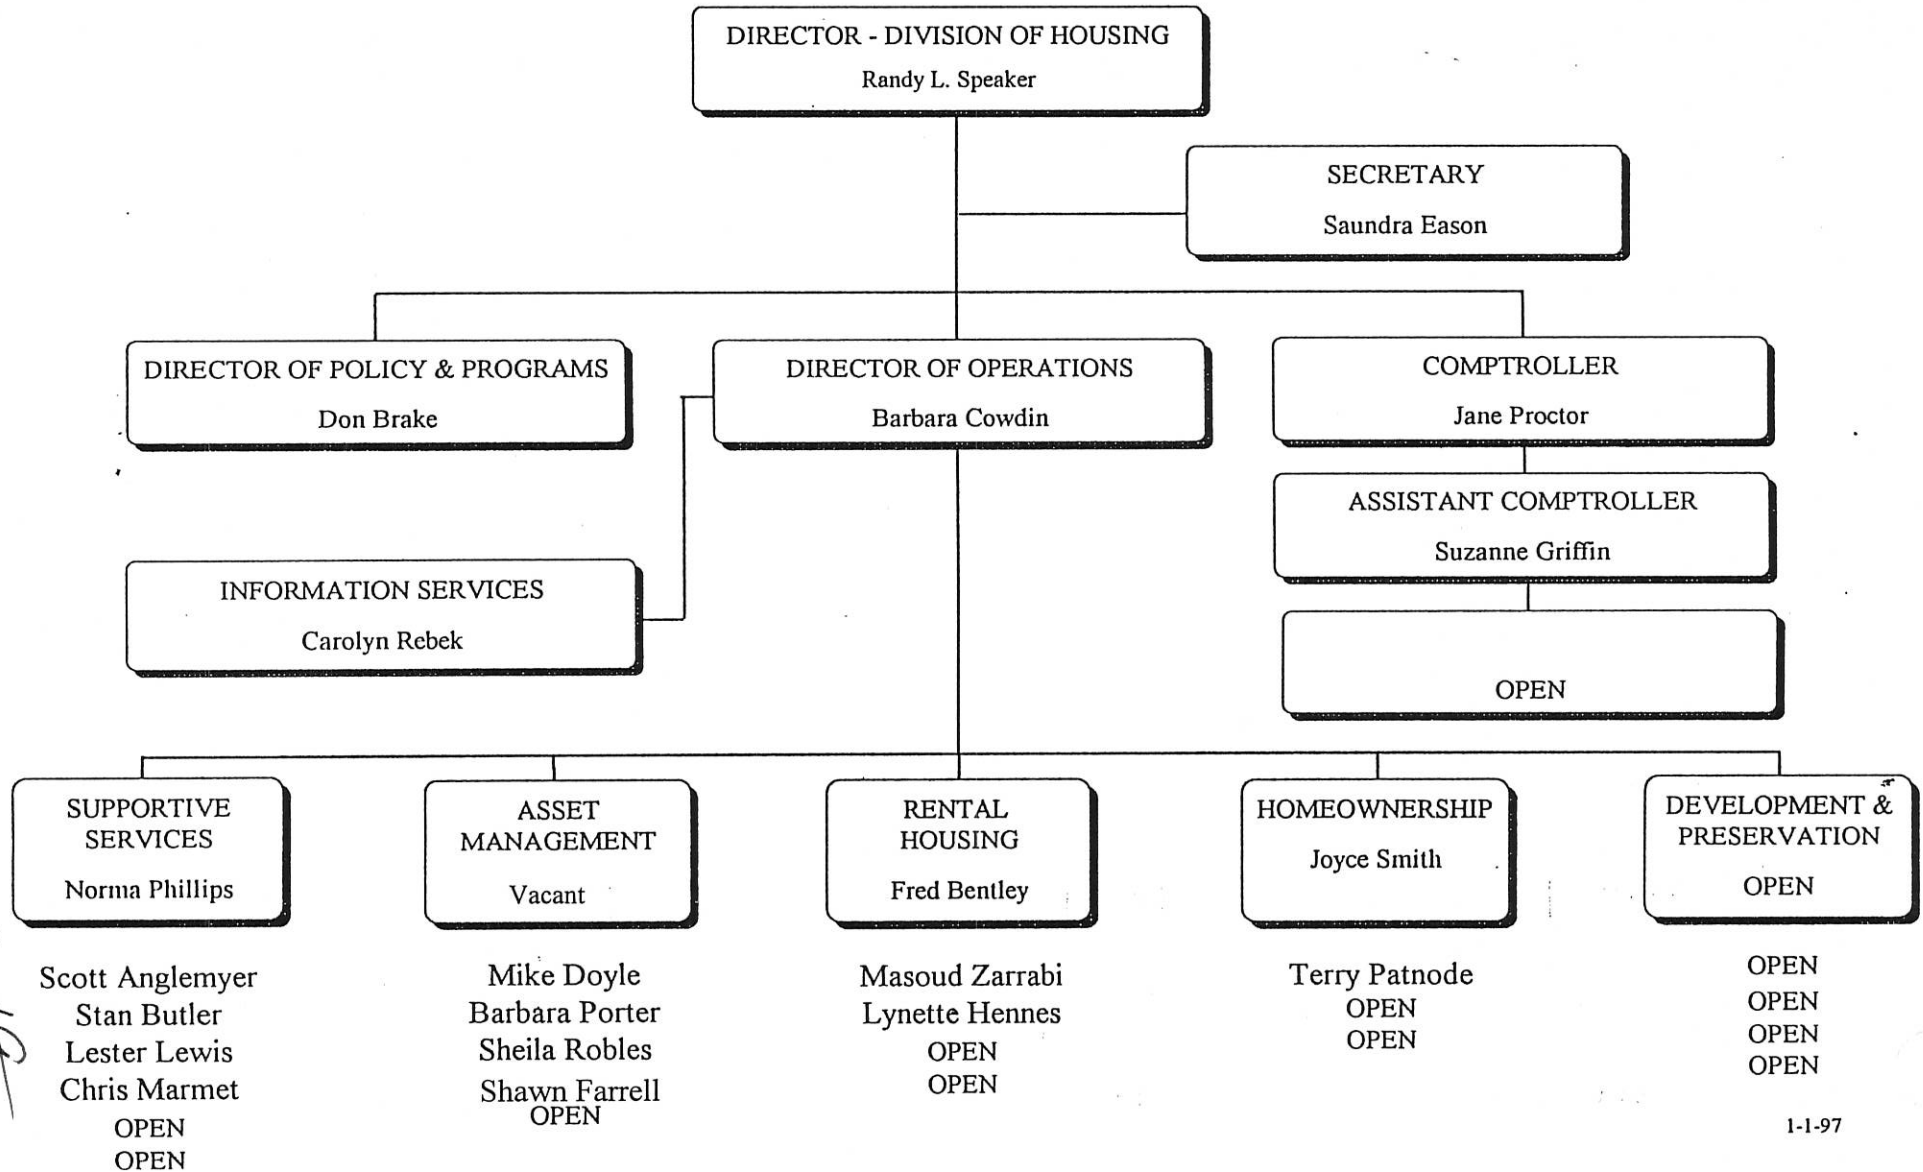 DIRECTOR - DIVISION OF HOUSING
Randy L. Speaker
SECRETARY
Saundra Eason
DIRECTOR OF POLICY & PROGRAMS
Don Brake
DIRECTOR OF OPERATIONS
Barbara Cowdin
COMPTROLLER
Jane Proctor
ASSISTANT COMPTROLLER
Suzanne Griffin
OPEN
INFORMATION SERVICES
Carolyn Rebek
SUPPORTIVE
SERVICES
Norma Phillips
Scott Anglemyer
Stan Butler
Lester Lewis
Chris Marmet
OPEN
OPEN
ASSET
MANAGEMENT
Vacant
Mike Doyle
Barbara Porter
Sheila Robles
Shawn Farrell
OPEN
RENTAL
HOUSING
Fred Bentley
Masoud Zarrabi
Lynette Hennes
OPEN
OPEN
HOMEOWNERSHIP
Joyce Smith
Terry Patnode
OPEN
OPEN
DEVELOPMENT &
PRESERVATION
OPEN
OPEN
OPEN
OPEN
OPEN
1-1-97